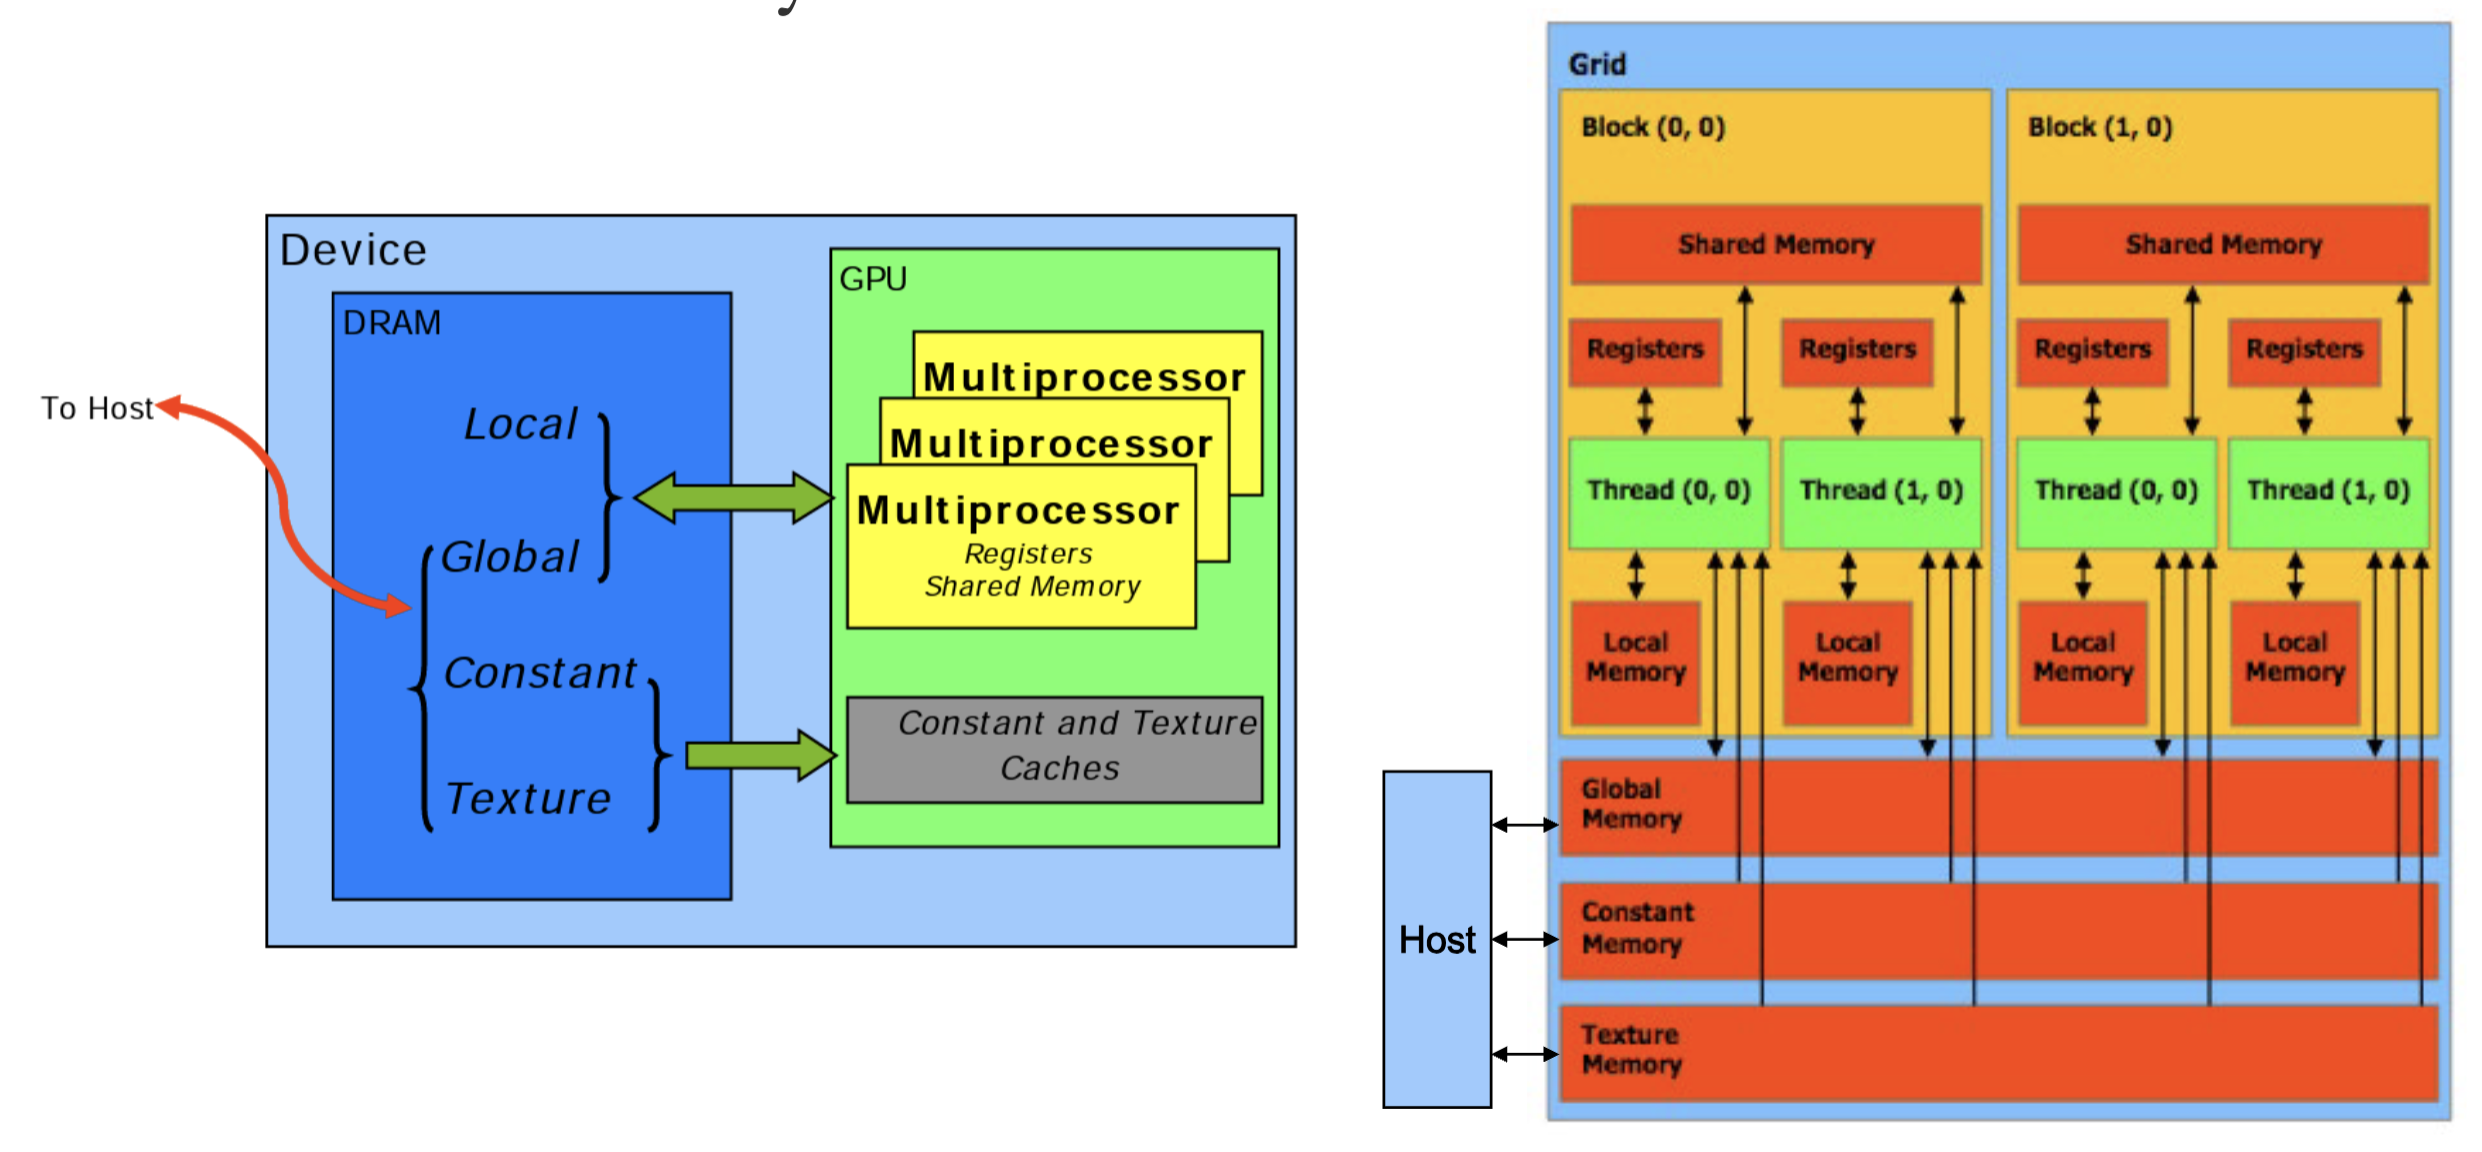 Device
DRAM
To Host
Local
Global
Constant
Texture
GPU
Multiprocessor
Multiprocessor
Multiprocessor
Registers
Shared Memory
Constant and Texture
Caches
Grid
Block (0, 0)
Shared Memory
Registers
Registers
Thread (0, 0)
Thread (1, 0)
Local
Memory
Local
Memory
Block (1, 0)
Shared Memory
Registers
Registers
Thread (0, 0)
Thread (1, 0)
Local
Memory
Local
Memory
Host
Global
Memory
Constant
Memory
Texture
Memory